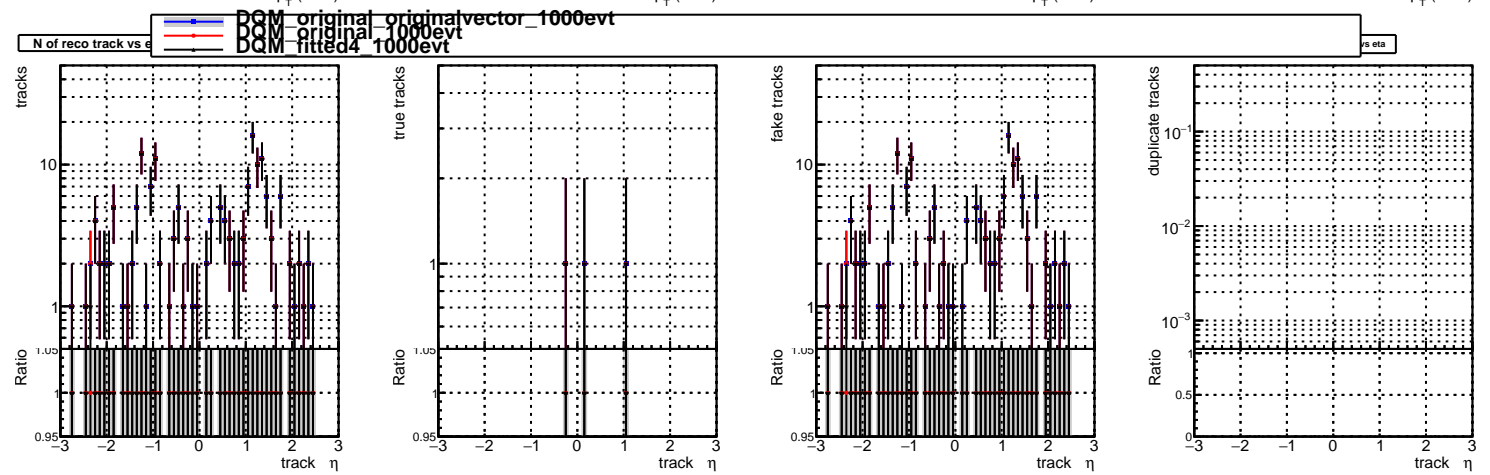 DQM_original_originalvector_1000evt
DQM_original_1000evt
DQM_fitted4_1000evt
N of reco track vs e
vs eta
tracks
10
1
Ratio
1.05
1
0.95
−3 −2 −1 0 1 2 3
track η
true tracks
1
Ratio
1.05
1
0.95
−3 −2 −1 0 1 2 3
track η
fake tracks
10
1
Ratio
1.05
1
0.95
−3 −2 −1 0 1 2 3
track η
duplicate tracks
10⁻¹
10⁻²
10⁻³
Ratio
1
0.5
0
−3 −2 −1 0 1 2 3
track η